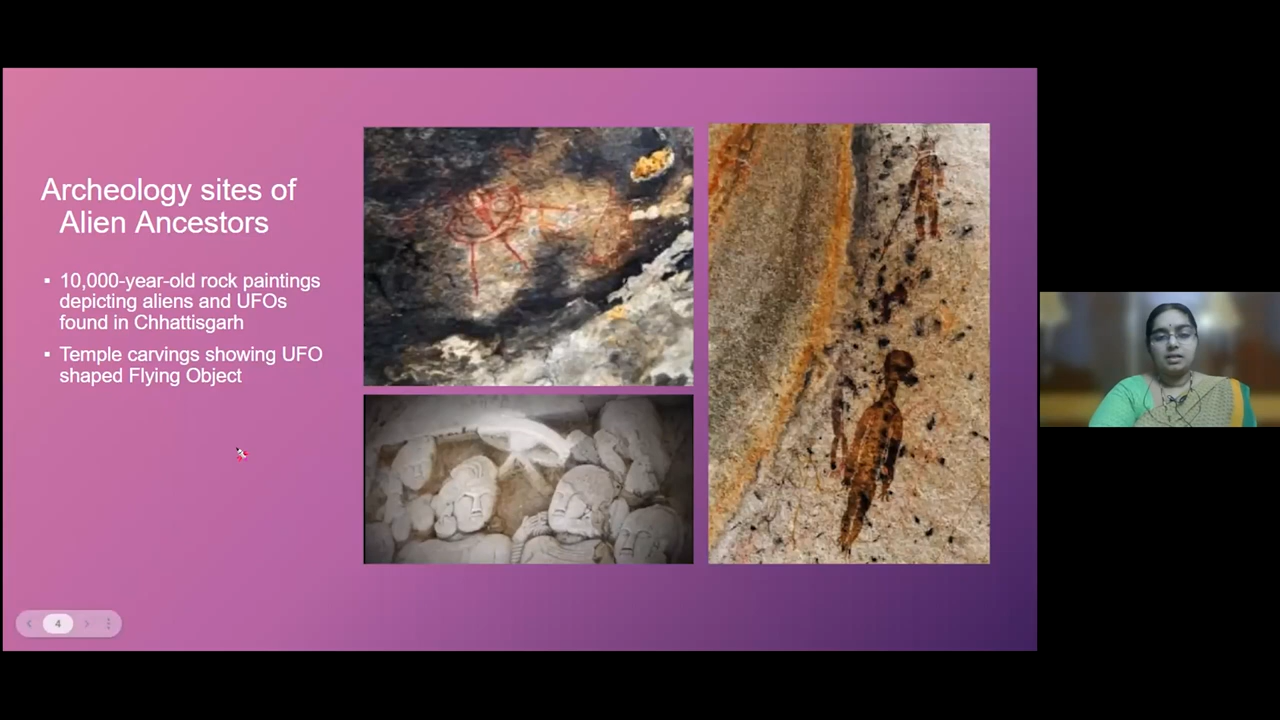 Archeology sites of
Alien Ancestors
▪ 10,000-year-old rock paintings
depicting aliens and UFOs
found in Chhattisgarh
▪ Temple carvings showing UFO
shaped Flying Object
4